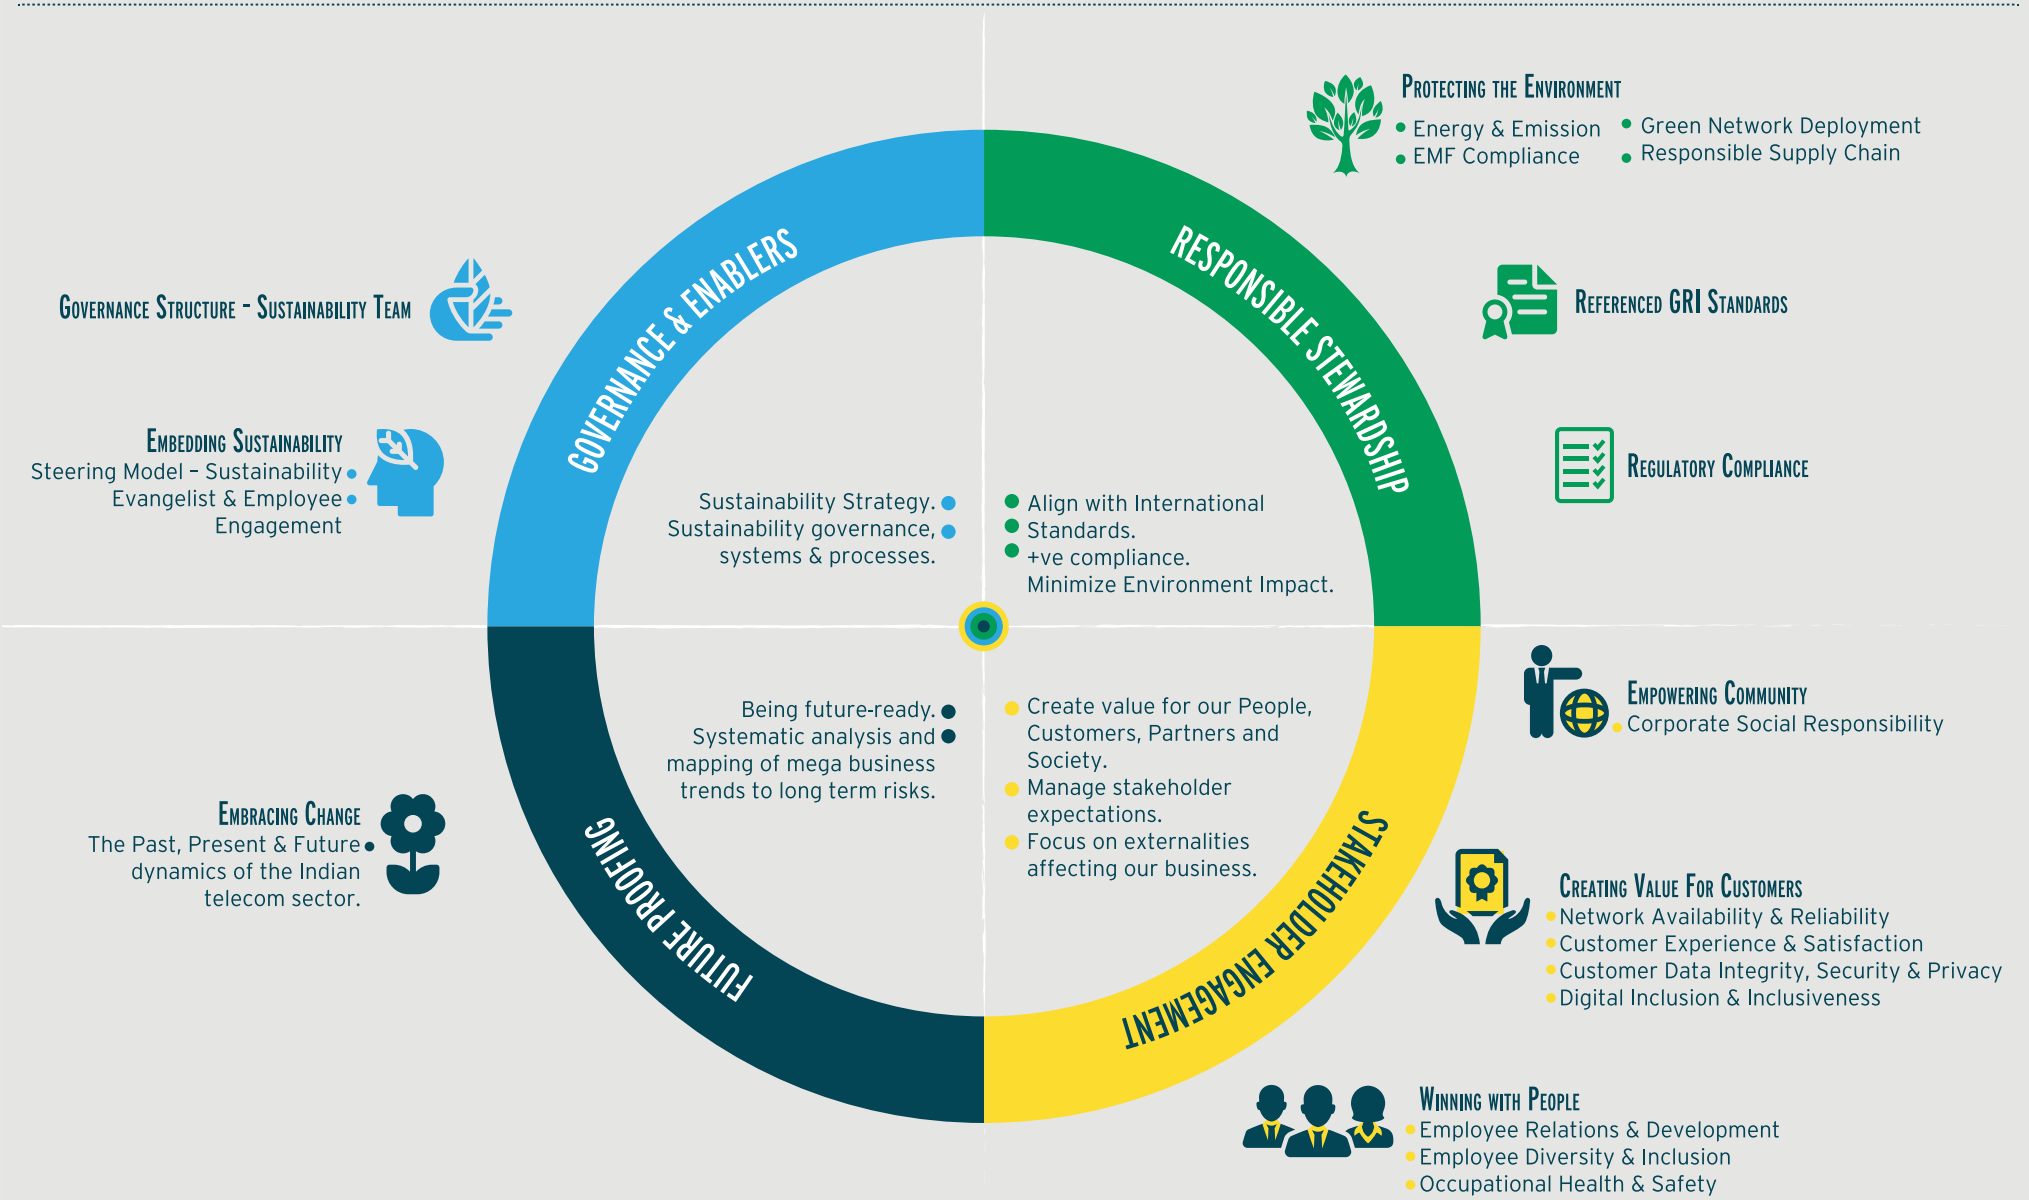 PROTECTING THE ENVIRONMENT
Energy & Emission
EMF Compliance
Green Network Deployment
Responsible Supply Chain
GOVERNANCE & ENABLERS
RESPONSIBLE STEWARDSHIP
GOVERNANCE STRUCTURE - SUSTAINABILITY TEAM
REFERENCED GRI STANDARDS
EMBEDDING SUSTAINABILITY
Steering Model – Sustainability
Evangelist & Employee
Engagement
REGULATORY COMPLIANCE
Sustainability Strategy.
Sustainability governance,
systems & processes.
Align with International
Standards.
+ve compliance.
Minimize Environment Impact.
Being future-ready.
Systematic analysis and
mapping of mega business
trends to long term risks.
Create value for our People,
Customers, Partners and
Society.
Manage stakeholder
expectations.
Focus on externalities
affecting our business.
EMPOWERING COMMUNITY
Corporate Social Responsibility
EMBRACING CHANGE
The Past, Present & Future
dynamics of the Indian
telecom sector.
FUTURE PROOFING
STAKEHOLDER ENGAGEMENT
CREATING VALUE FOR CUSTOMERS
Network Availability & Reliability
Customer Experience & Satisfaction
Customer Data Integrity, Security & Privacy
Digital Inclusion & Inclusiveness
WINNING WITH PEOPLE
Employee Relations & Development
Employee Diversity & Inclusion
Occupational Health & Safety